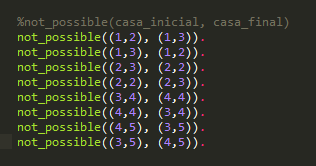 %not_possible(casa_inicial, casa_final)
not_possible((1,2), (1,3)).
not_possible((1,3), (1,2)).
not_possible((2,3), (2,2)).
not_possible((2,2), (2,3)).
not_possible((3,4), (4,4)).
not_possible((4,4), (3,4)).
not_possible((4,5), (3,5)).
not_possible((3,5), (4,5)).